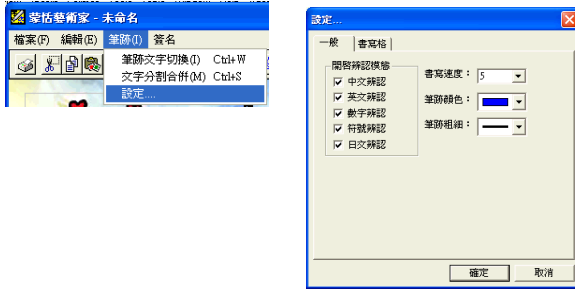 蒙恬藝術家 - 未命名
檔案(F) 編輯(E) 筆跡(I) 簽名
筆跡文字切換(I) Ctrl+W
文字分割合併(M) Ctrl+S
設定....
設定...
一般 書寫格
開啓辨認模態
中文辨認
英文辨認
數字辨認
符號辨認
日文辨認
書寫速度： 5
筆跡顏色：
筆跡粗細：
確定 取消